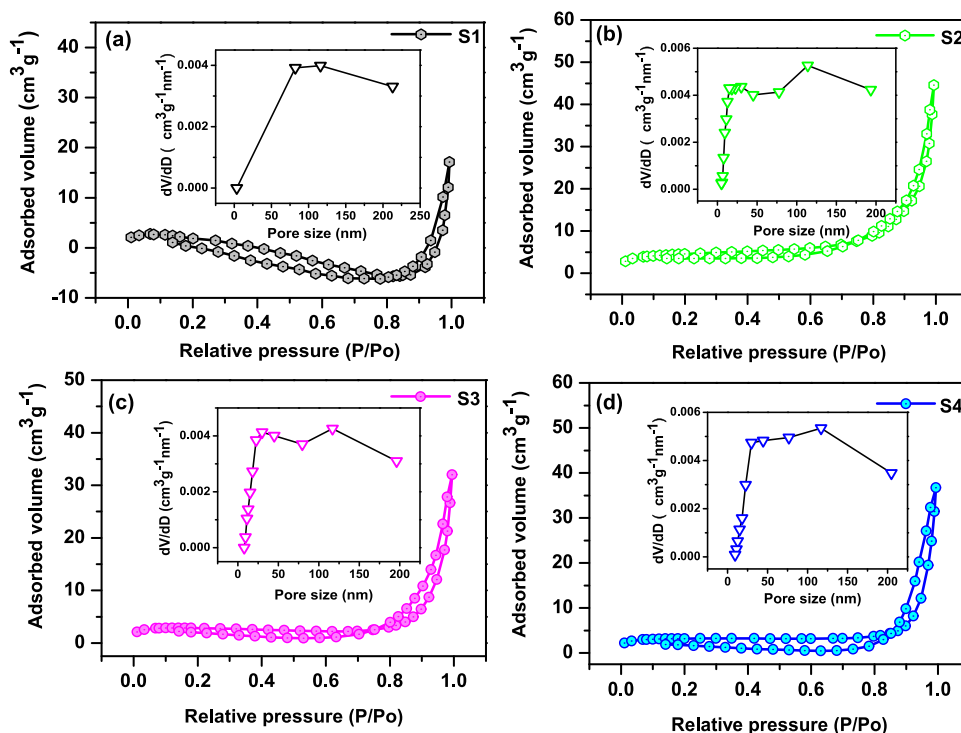 (a)
S1
Adsorbed volume (cm³g⁻¹)
40
30
20
10
0
-10
0.0 0.2 0.4 0.6 0.8 1.0
Relative pressure (P/Po)
dV/dD ( cm³g⁻¹nm⁻¹)
0.004
0.002
0.000
0 50 100 150 200 250
Pore size (nm)
(b)
S2
Adsorbed volume (cm³g⁻¹)
60
50
40
30
20
10
0
0.0 0.2 0.4 0.6 0.8 1.0
Relative pressure (P/Po)
dV/dD ( cm³g⁻¹nm⁻¹)
0.006
0.004
0.002
0.000
0 50 100 150 200
Pore size (nm)
(c)
S3
Adsorbed volume (cm³g⁻¹)
50
40
30
20
10
0
0.0 0.2 0.4 0.6 0.8 1.0
Relative pressure (P/Po)
dV/dD (cm³g⁻¹nm⁻¹)
0.004
0.002
0.000
0 50 100 150 200
Pore size (nm)
(d)
S4
Adsorbed volume (cm³g⁻¹)
60
50
40
30
20
10
0
0.0 0.2 0.4 0.6 0.8 1.0
Relative pressure (P/Po)
dV/dD ( cm³g⁻¹nm⁻¹)
0.006
0.004
0.002
0.000
0 50 100 150 200
Pore size (nm)